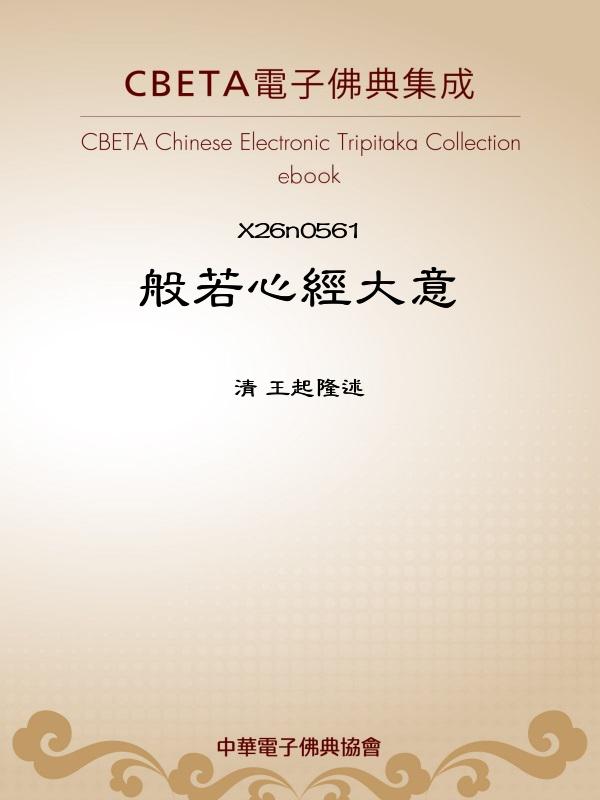 CBETA電子佛典集成
CBETA Chinese Electronic Tripitaka Collection
ebook
X26n0561
般若心經大意
清 王起隆述
中華電子佛典協會